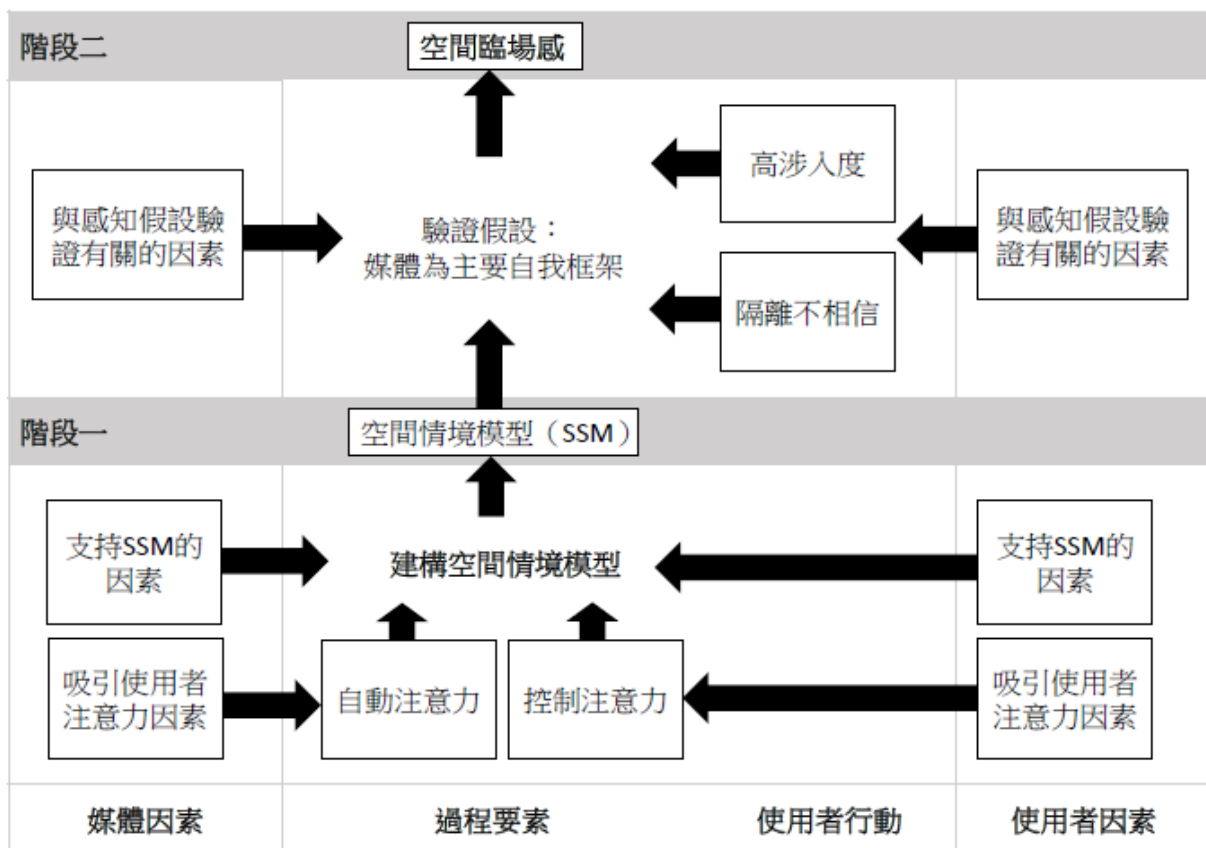 階段二
空間臨場感
與感知假設驗
證有關的因素
驗證假設：
媒體為主要自我框架
高涉入度
隔離不相信
與感知假設驗
證有關的因素
階段一
空間情境模型（SSM）
支持SSM的
因素
建構空間情境模型
支持SSM的
因素
吸引使用者
注意力因素
自動注意力
控制注意力
吸引使用者
注意力因素
媒體因素
過程要素
使用者行動
使用者因素